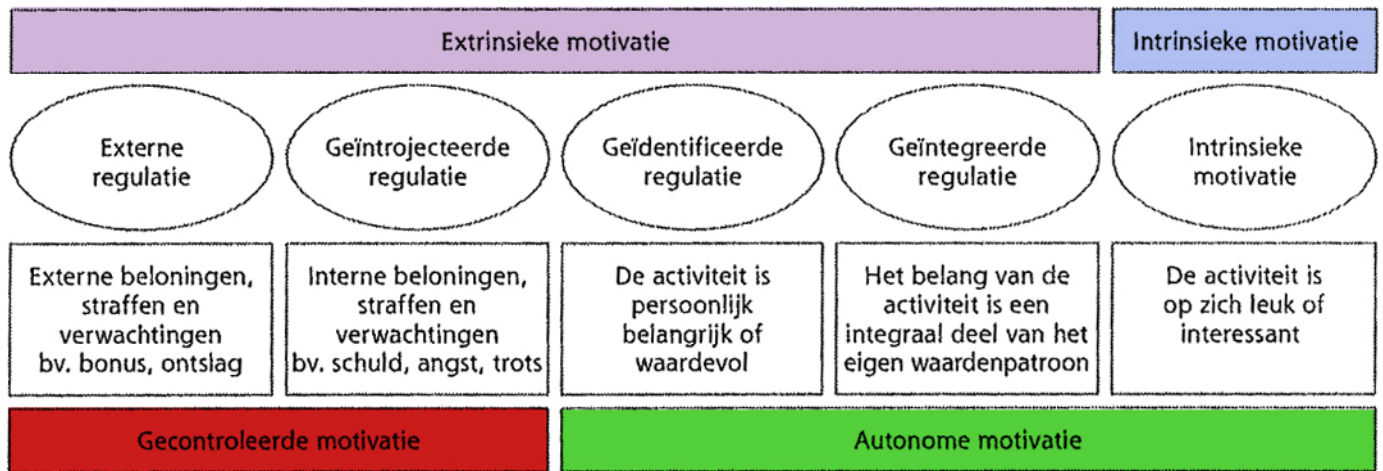 Extrinsieke motivatie
Intrinsieke motivatie
Externe
regulatie
Geïntrojecteerde
regulatie
Geïdentificeerde
regulatie
Geïntegreerde
regulatie
Intrinsieke
motivatie
Externe beloningen,
straffen en
verwachtingen
bv. bonus, ontslag
Interne beloningen,
straffen en
verwachtingen
bv. schuld, angst, trots
De activiteit is
persoonlijk
belangrijk of
waardevol
Het belang van de
activiteit is een
integraal deel van het
eigen waardenpatroon
De activiteit is
op zich leuk of
interessant
Gecontroleerde motivatie
Autonome motivatie